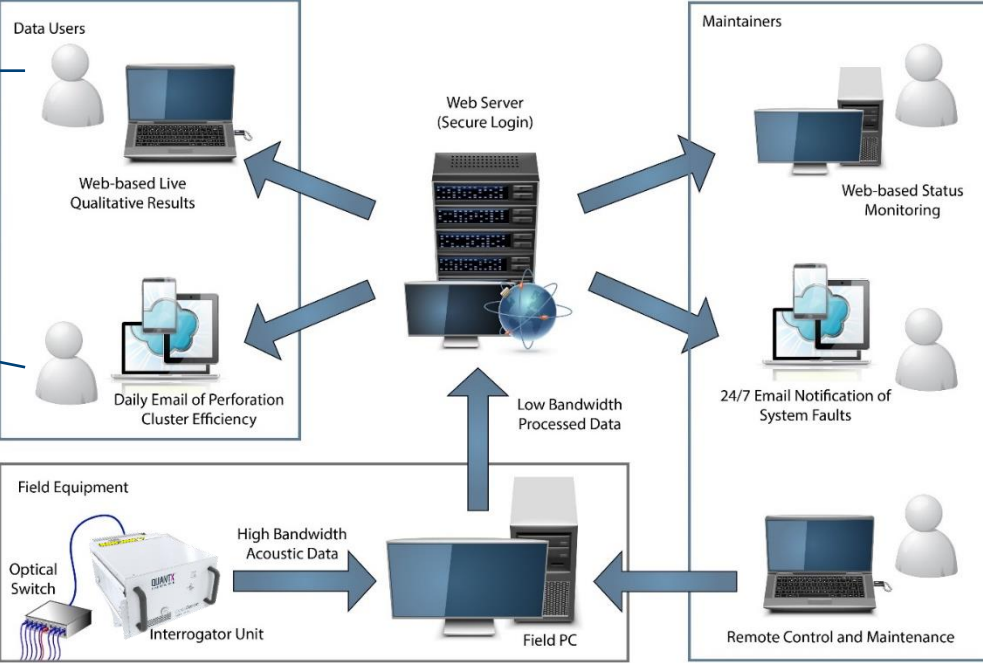 Data Users
Web-based Live
Qualitative Results
Daily Email of Perforation
Cluster Efficiency
Web Server
(Secure Login)
Low Bandwidth
Processed Data
Maintainers
Web-based Status
Monitoring
24/7 Email Notification of
System Faults
Remote Control and Maintenance
Field Equipment
Optical
Switch
QUANTX
Interrogator Unit
High Bandwidth
Acoustic Data
Field PC